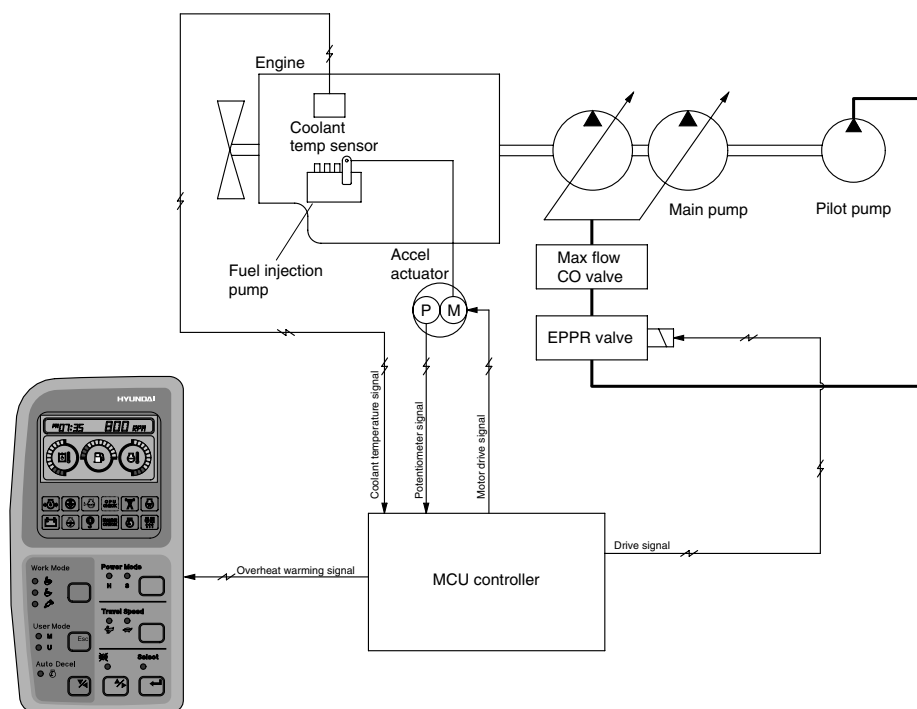 Engine
Coolant
temp sensor
Fuel injection
pump
Accel
actuator
P
M
Main pump
Pilot pump
Max flow
CO valve
EPPR valve
Coolant temperature signal
Potentiometer signal
Motor drive signal
Drive signal
MCU controller
Overheat warming signal
HYUNDAI
PM 07:35 800 RPM
Work Mode
Power Mode
H S
Travel Speed
User Mode
M
U
Esc
Auto Decel
Select